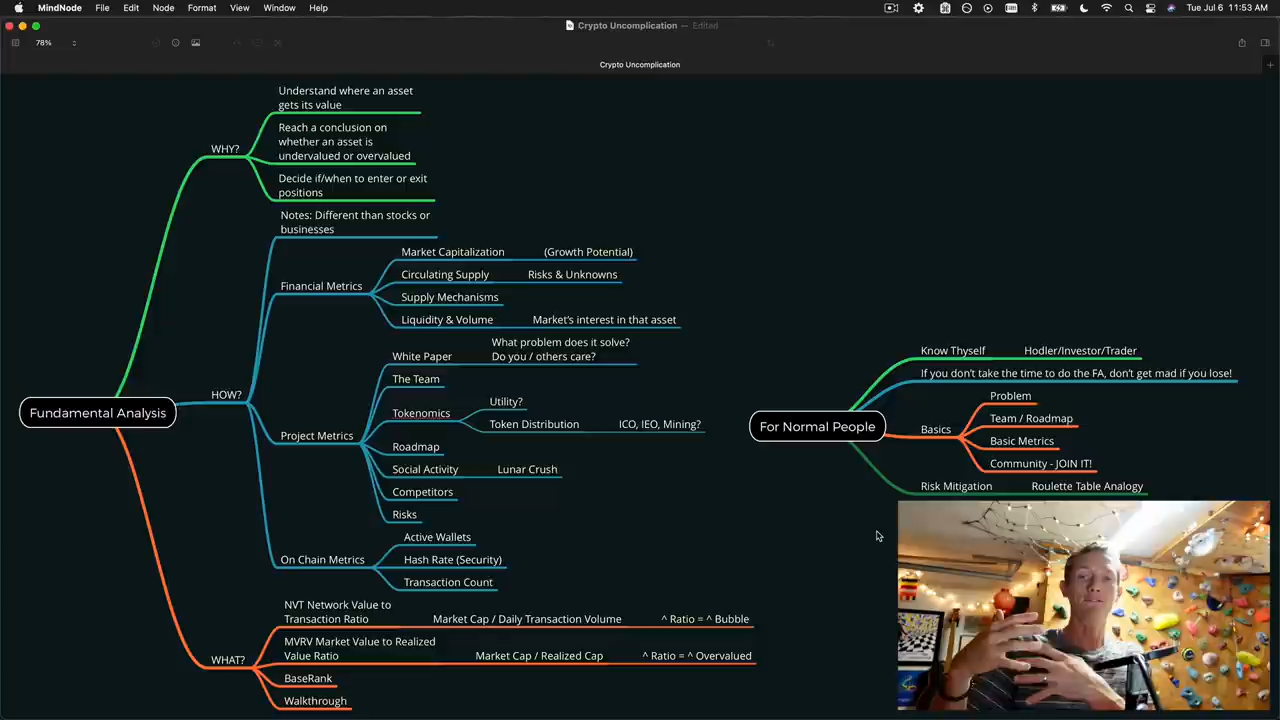 MindNode File Edit Node Format View Window Help
Tue Jul 6 11:53 AM
Crypto Uncomplication — Edited
78%
Crypto Uncomplication
Fundamental Analysis
WHY?
Understand where an asset
gets its value
Reach a conclusion on
whether an asset is
undervalued or overvalued
Decide if/when to enter or exit
positions
HOW?
Notes: Different than stocks or
businesses
Financial Metrics
Market Capitalization (Growth Potential)
Circulating Supply Risks & Unknowns
Supply Mechanisms
Liquidity & Volume Market's interest in that asset
Project Metrics
White Paper
What problem does it solve?
Do you / others care?
The Team
Tokenomics
Utility?
Token Distribution ICO, IEO, Mining?
Roadmap
Social Activity Lunar Crush
Competitors
Risks
On Chain Metrics
Active Wallets
Hash Rate (Security)
Transaction Count
WHAT?
NVT Network Value to
Transaction Ratio
Market Cap / Daily Transaction Volume ^ Ratio = ^ Bubble
MVRV Market Value to Realized
Value Ratio
Market Cap / Realized Cap ^ Ratio = ^ Overvalued
BaseRank
Walkthrough
For Normal People
Know Thyself Hodler/Investor/Trader
If you don't take the time to do the FA, don't get mad if you lose!
Basics
Problem
Team / Roadmap
Basic Metrics
Community - JOIN IT!
Risk Mitigation Roulette Table Analogy